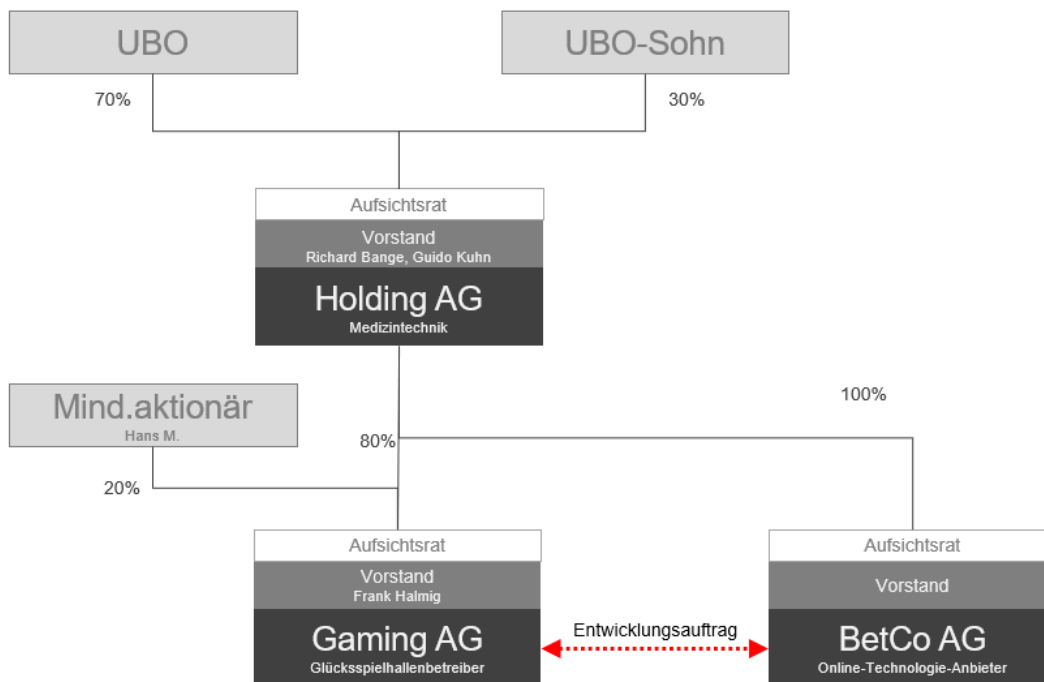 UBO
UBO-Sohn
70%
30%
Aufsichtsrat
Vorstand
Richard Bange, Guido Kuhn
Holding AG
Medizintechnik
Mind.aktionär
Hans M.
100%
80%
20%
Aufsichtsrat
Vorstand
Frank Halmig
Gaming AG
Glücksspielhallenbetreiber
Entwicklungsauftrag
Aufsichtsrat
Vorstand
BetCo AG
Online-Technologie-Anbieter